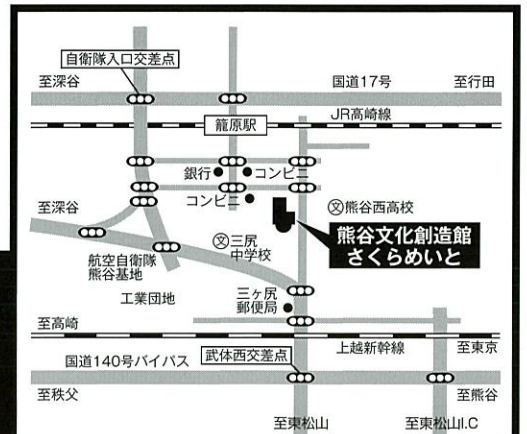 自衛隊入口交差点
至深谷
国道17号
至行田
JR高崎線
籠原駅
銀行
コンビニ
コンビニ
至深谷
文熊谷西高校
熊谷文化創造館
さくらめいと
文三尻
中学校
航空自衛隊
熊谷基地
工業団地
三ヶ尻
郵便局
至高崎
上越新幹線
至東京
国道140号バイパス
武体西交差点
至秩父
至熊谷
至東松山
至東松山I.C